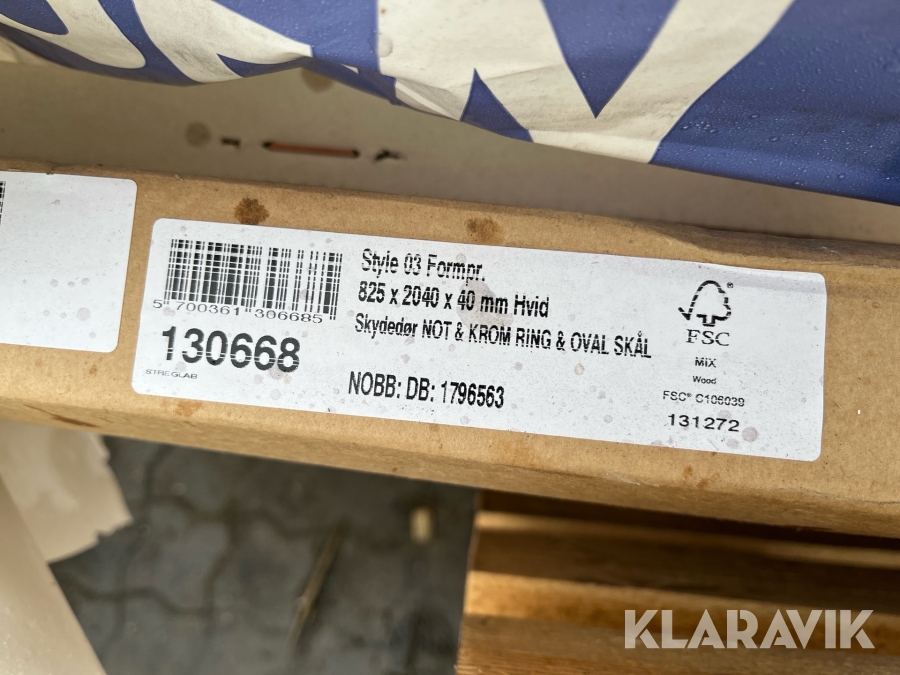 Style 03 Formpr.
825 x 2040 x 40 mm Hvid
Skydedør NOT & KROM RING & OVAL SKÅL
5 700361 306685
130668
STREGLAB
NOBB: DB: 1796563
FSC
MIX
Wood
FSC® C106039
131272
KLARAVIK